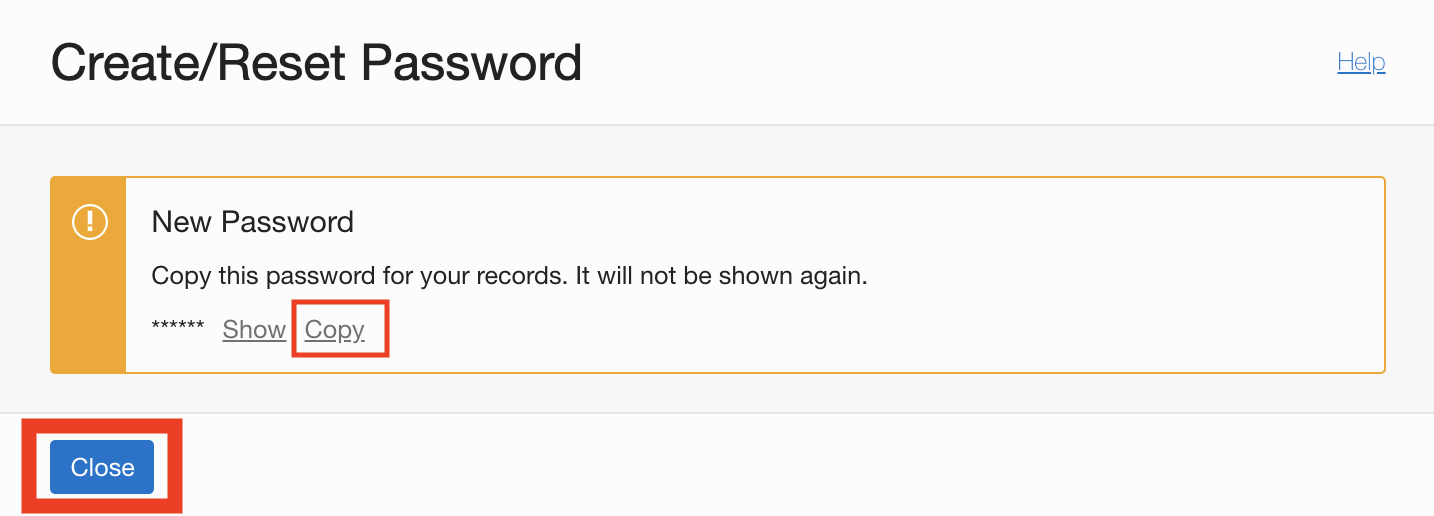 Create/Reset Password
Help
New Password
Copy this password for your records. It will not be shown again.
****** Show Copy
Close